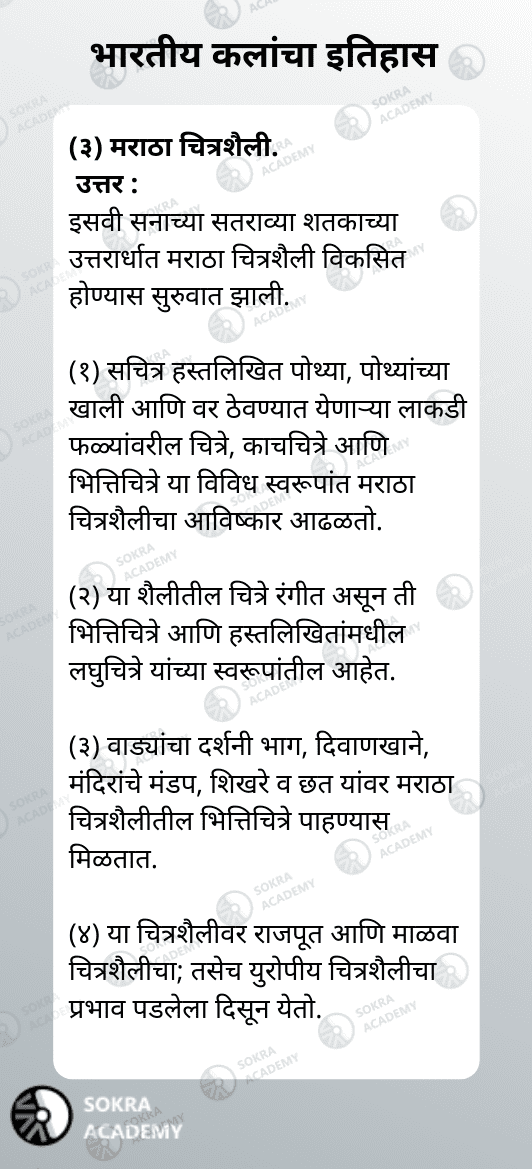 भारतीय कलांचा इतिहास
(३) मराठा चित्रशैली.
उत्तर :
इसवी सनाच्या सतराव्या शतकाच्या
उत्तरार्धात मराठा चित्रशैली विकसित
होण्यास सुरुवात झाली.
(१) सचित्र हस्तलिखित पोथ्या, पोथ्यांच्या
खाली आणि वर ठेवण्यात येणाऱ्या लाकडी
फळ्यांवरील चित्रे, काचचित्रे आणि
भित्तिचित्रे या विविध स्वरूपांत मराठा
चित्रशैलीचा आविष्कार आढळतो.
(२) या शैलीतील चित्रे रंगीत असून ती
भित्तिचित्रे आणि हस्तलिखितांमधील
लघुचित्रे यांच्या स्वरूपांतील आहेत.
(३) वाड्यांचा दर्शनी भाग, दिवाणखाने,
मंदिरांचे मंडप, शिखरे व छत यांवर मराठा
चित्रशैलीतील भित्तिचित्रे पाहण्यास
मिळतात.
(४) या चित्रशैलीवर राजपूत आणि माळवा
चित्रशैलीचा; तसेच युरोपीय चित्रशैलीचा
प्रभाव पडलेला दिसून येतो.
SOKRA
ACADEMY